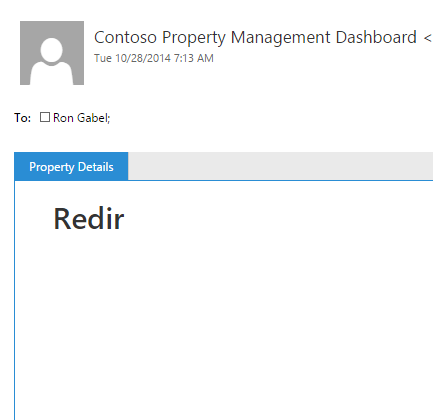 Contoso Property Management Dashboard <
Tue 10/28/2014 7:13 AM
To: Ron Gabel;
Property Details
Redir